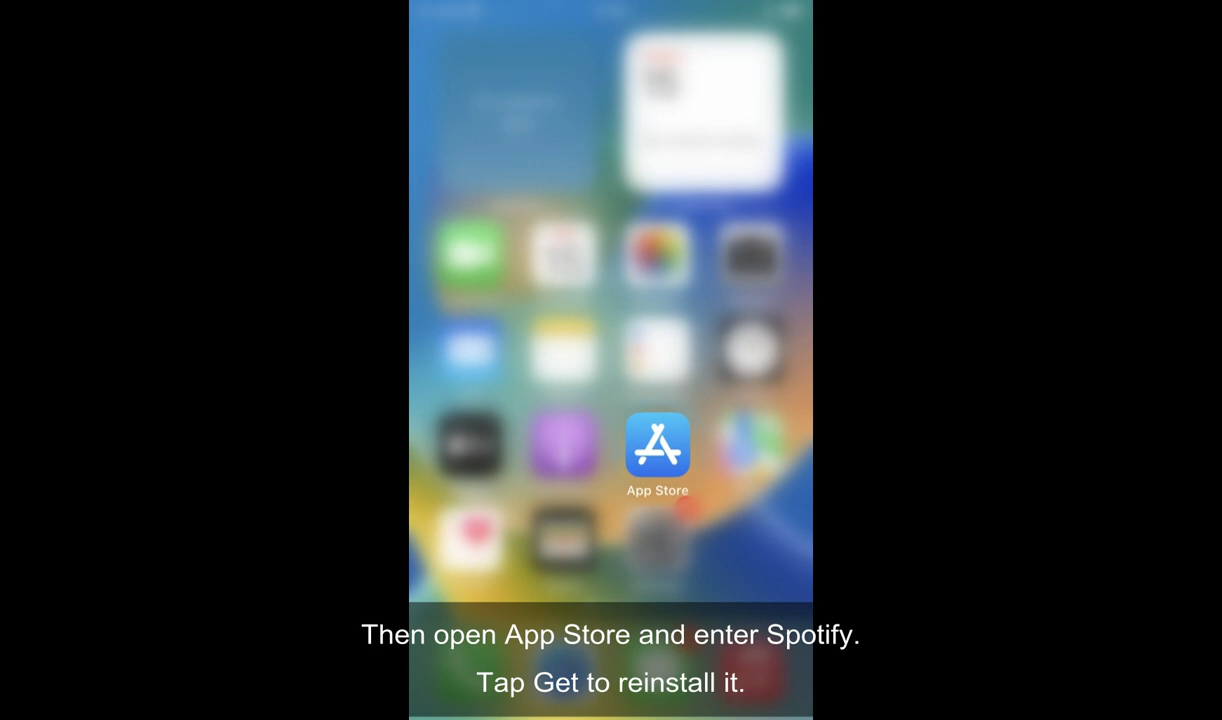 App Store
Then open App Store and enter Spotify.
Tap Get to reinstall it.